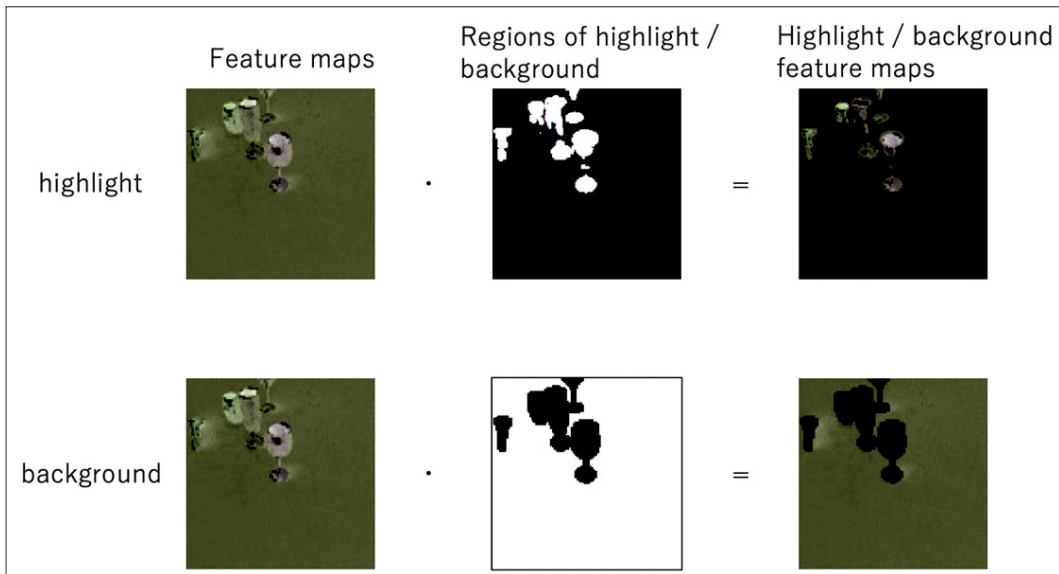 Feature maps
Regions of highlight /
background
Highlight / background
feature maps
highlight
·
=
background
·
=